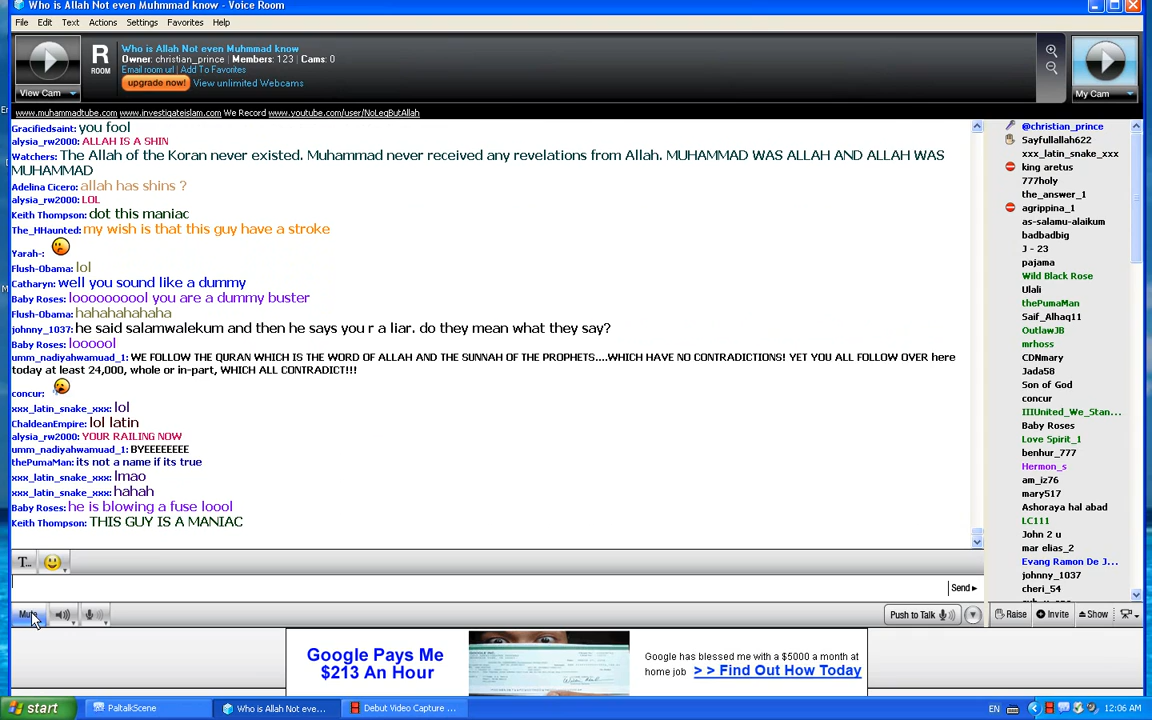 Who is Allah Not even Muhmmad know - Voice Room
File Edit Text Actions Settings Favorites Help
View Cam
R
ROOM
Who is Allah Not even Muhmmad know
Owner: christian_prince | Members: 123 | Cams: 0
Email room url | Add To Favorites
upgrade now! View unlimited Webcams
My Cam
www.muhammadtube.com www.investigateislam.com We Record www.youtube.com/user/NoLegButAllah
Gracifiedsaint: you fool
alysia_rw2000: ALLAH IS A SHIN
Watchers: The Allah of the Koran never existed. Muhammad never received any revelations from Allah. MUHAMMAD WAS ALLAH AND ALLAH WAS
MUHAMMAD
Adelina Cicero: allah has shins ?
alysia_rw2000: LOL
Keith Thompson: dot this maniac
The_HHaunted: my wish is that this guy have a stroke
Yarah-:
Flush-Obama: lol
Catharyn: well you sound like a dummy
Baby Roses: loooooooool you are a dummy buster
Flush-Obama: hahahahahaha
johnny_1037: he said salamwalekum and then he says you r a liar. do they mean what they say?
Baby Roses: loooool
umm_nadiyahwamuad_1: WE FOLLOW THE QURAN WHICH IS THE WORD OF ALLAH AND THE SUNNAH OF THE PROPHETS....WHICH HAVE NO CONTRADICTIONS! YET YOU ALL FOLLOW OVER here
today at least 24,000, whole or in-part, WHICH ALL CONTRADICT!!!
concur:
xxx_latin_snake_xxx: lol
ChaldeanEmpire: lol latin
alysia_rw2000: YOUR RAILING NOW
umm_nadiyahwamuad_1: BYEEEEEEE
thePumaMan: its not a name if its true
xxx_latin_snake_xxx: lmao
xxx_latin_snake_xxx: hahah
Baby Roses: he is blowing a fuse loool
Keith Thompson: THIS GUY IS A MANIAC
@christian_prince
Sayfullallah622
xxx_latin_snake_xxx
king aretus
777holy
the_answer_1
agrippina_1
as-salamu-alaikum
badbadbig
J - 23
pajama
Wild Black Rose
Ulali
thePumaMan
Saif_Alhaq11
OutlawJB
mrhoss
CDNmary
Jada58
Son of God
concur
IIIUnited_We_Stan...
Baby Roses
Love Spirit_1
benhur_777
Hermon_s
am_iz76
mary517
Ashoraya hal abad
LC111
John 2 u
mar elias_2
Evang Ramon De J...
johnny_1037
cheri_54
T...
Send
Mute
Push to Talk
Raise Invite Show
Google Pays Me
$213 An Hour
Google has blessed me with a $5000 a month at
home job > > Find Out How Today
start PaltalkScene Who is Allah Not eve... Debut Video Capture ... EN 12:06 AM